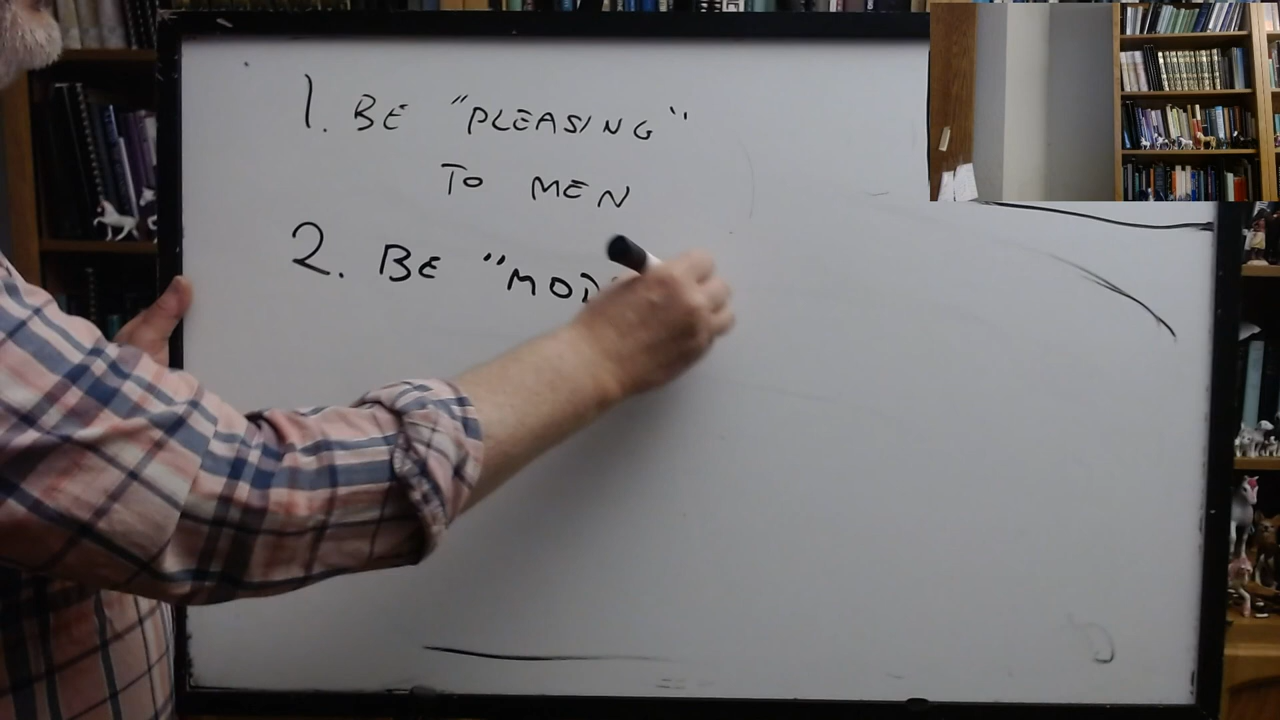 1. BE "PLEASING"
TO MEN
2. BE "MOD